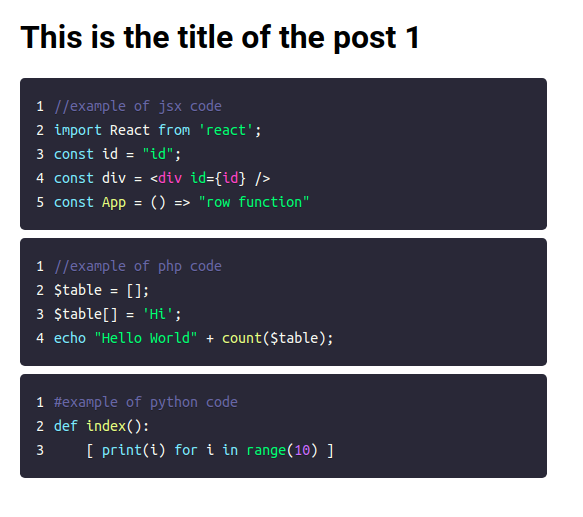 This is the title of the post 1
1 //example of jsx code
2 import React from 'react';
3 const id = "id";
4 const div = <div id={id} />
5 const App = () => "row function"
1 //example of php code
2 $table = [];
3 $table[] = 'Hi';
4 echo "Hello World" + count($table);
1 #example of python code
2 def index():
3     [ print(i) for i in range(10) ]